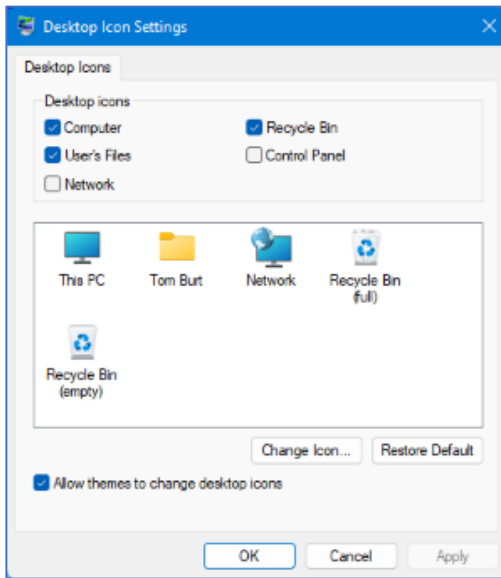 Desktop Icon Settings
Desktop Icons
Desktop icons
Computer
Recycle Bin
User's Files
Control Panel
Network
This PC
Tom Burt
Network
Recycle Bin
(full)
Recycle Bin
(empty)
Change Icon...
Restore Default
Allow themes to change desktop icons
OK
Cancel
Apply